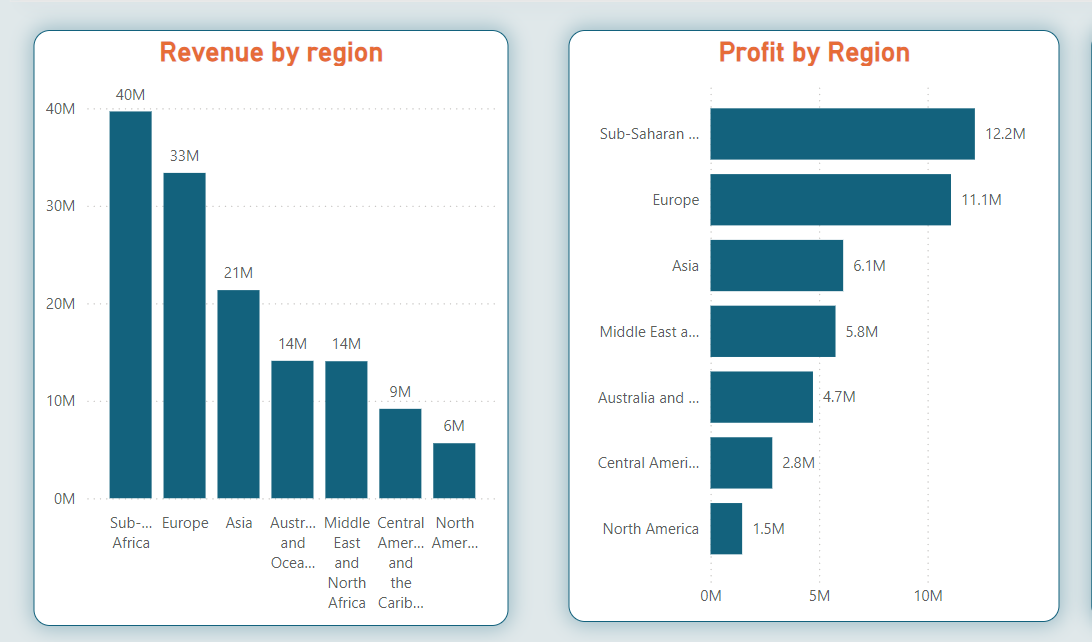 Revenue by region
40M
30M
20M
10M
0M
40M
33M
21M
14M
14M
9M
6M
Sub-...
Africa
Europe
Asia
Austr...
and
Ocea...
Middle
East
and
North
Africa
Central
Amer...
and
the
Carib...
North
Amer...
Profit by Region
Sub-Saharan ... 12.2M
Europe 11.1M
Asia 6.1M
Middle East a... 5.8M
Australia and ... 4.7M
Central Ameri... 2.8M
North America 1.5M
0M 5M 10M